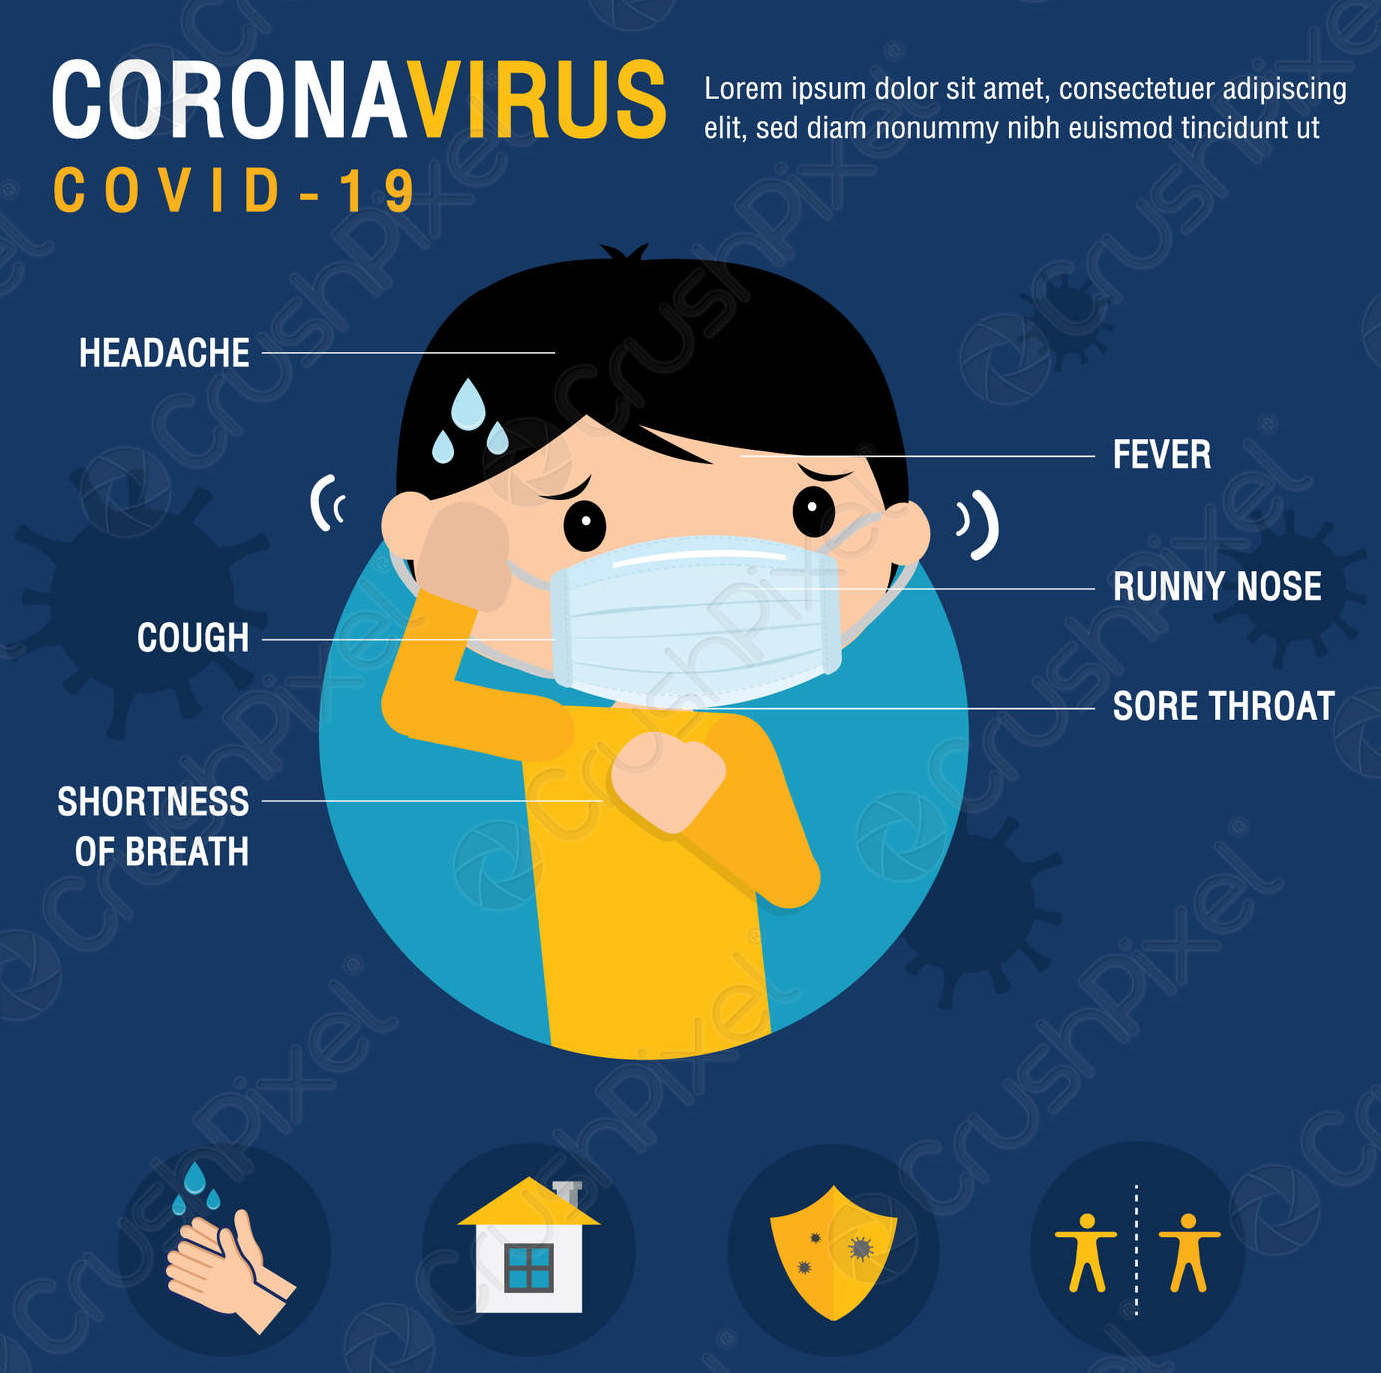 CORONAVIRUS
COVID-19
Lorem ipsum dolor sit amet, consectetuer adipiscing
elit, sed diam nonummy nibh euismod tincidunt ut
HEADACHE
FEVER
RUNNY NOSE
COUGH
SORE THROAT
SHORTNESS
OF BREATH
CrushPixel